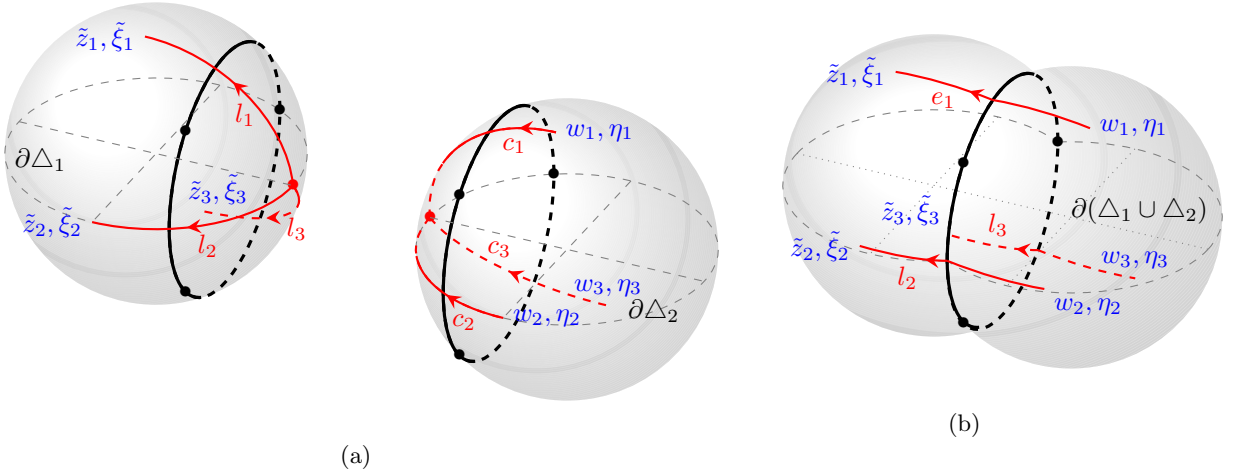 z̃₁, ξ̃₁
l₁
∂△₁
z̃₃, ξ̃₃
z̃₂, ξ̃₂
l₂
l₃
c₁
w₁, η₁
c₃
w₃, η₃
∂△₂
w₂, η₂
c₂
(a)
z̃₁, ξ̃₁
e₁
w₁, η₁
z̃₃, ξ̃₃
∂(△₁ ∪ △₂)
z̃₂, ξ̃₂
l₃
w₃, η₃
l₂
w₂, η₂
(b)